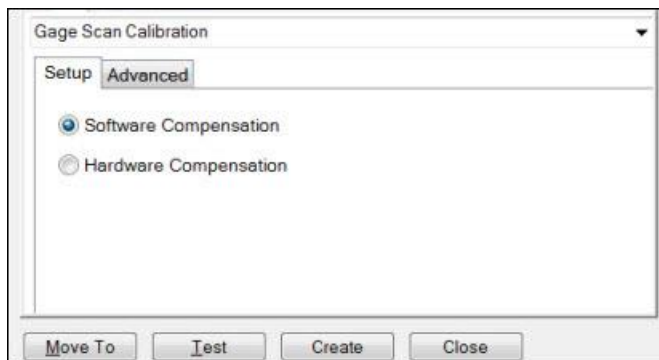 Gage Scan Calibration
Setup Advanced
Software Compensation
Hardware Compensation
Move To Test Create Close